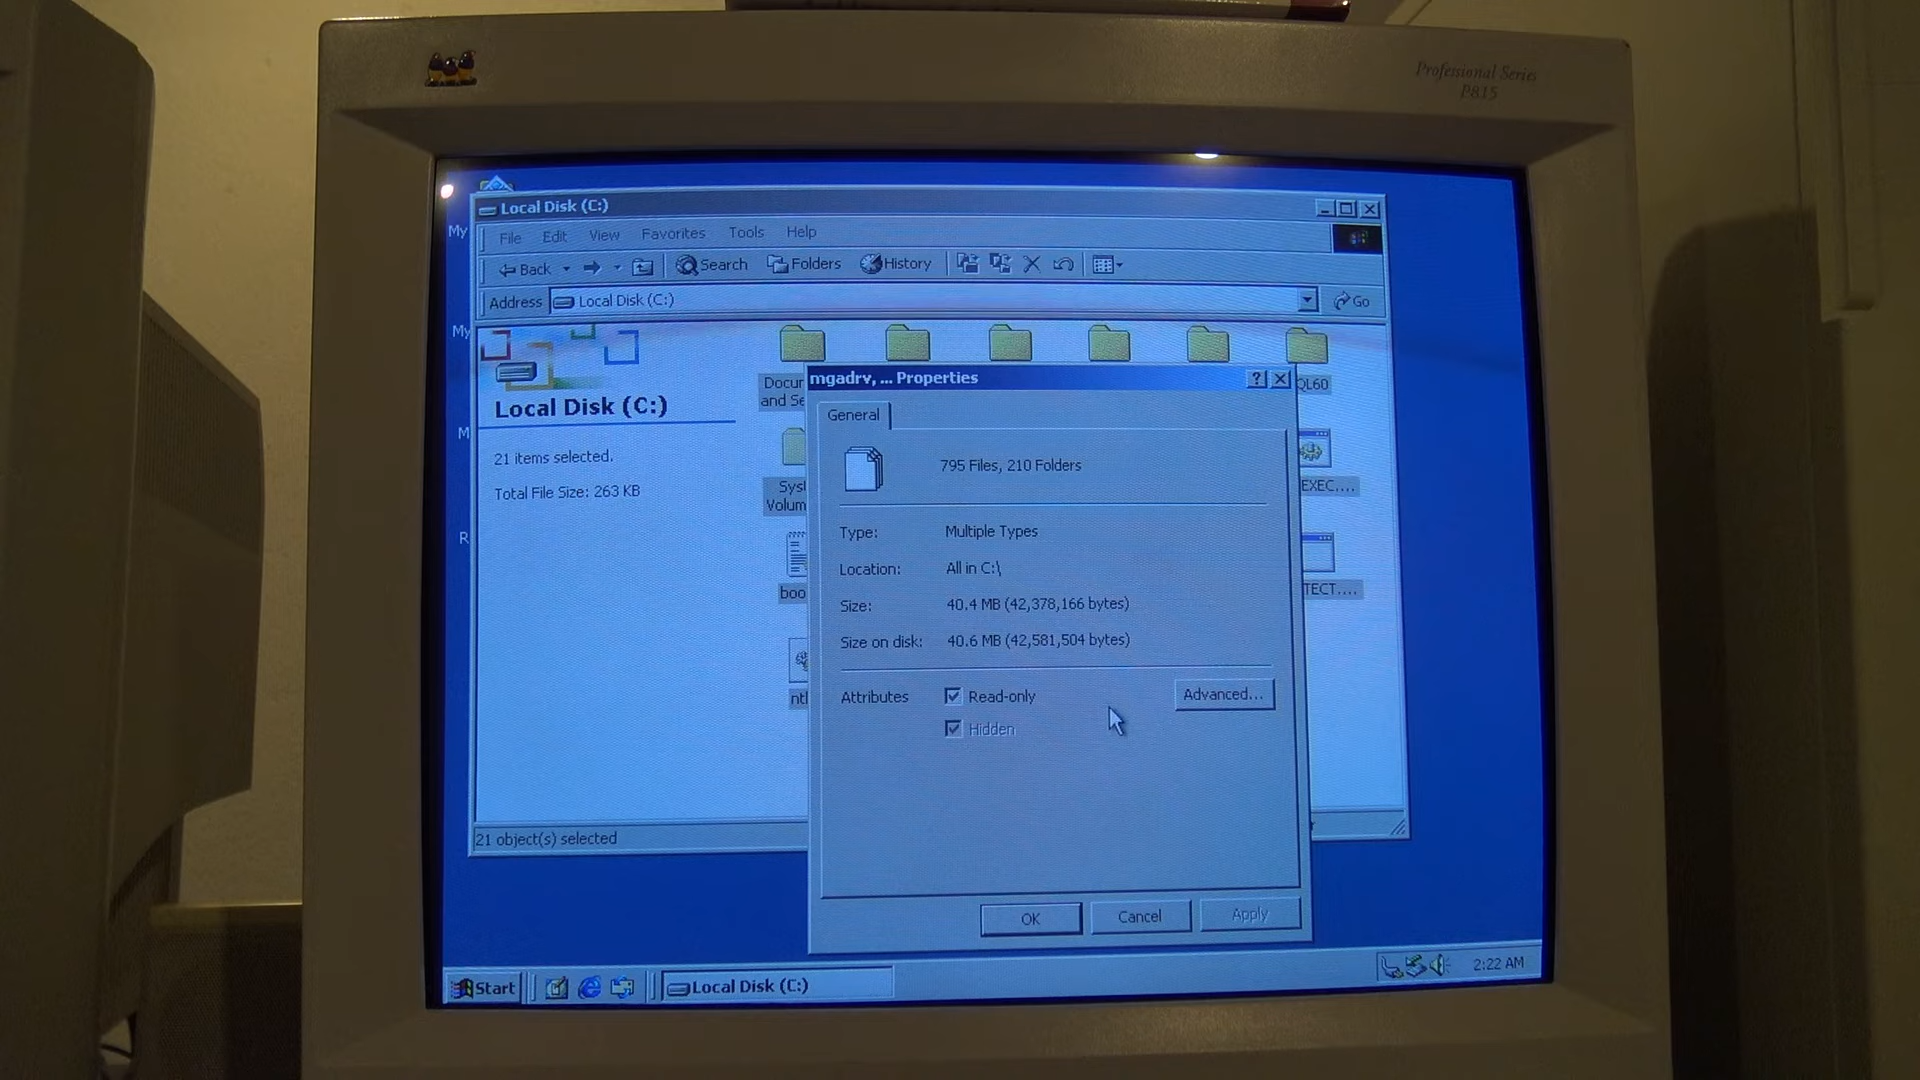 Professional Series
P815
Local Disk (C:)
File Edit View Favorites Tools Help
Back Search Folders History
Address Local Disk (C:) Go
My
My
M
R
Local Disk (C:)
21 items selected.
Total File Size: 263 KB
Docur
and Se
QL60
Syst
Volum
EXEC....
boo
TECT....
ntl
21 object(s) selected
mgadrv, ... Properties
General
795 Files, 210 Folders
Type: Multiple Types
Location: All in C:\
Size: 40.4 MB (42,378,166 bytes)
Size on disk: 40.6 MB (42,581,504 bytes)
Attributes Read-only Advanced...
Hidden
OK Cancel Apply
Start Local Disk (C:) 2:22 AM